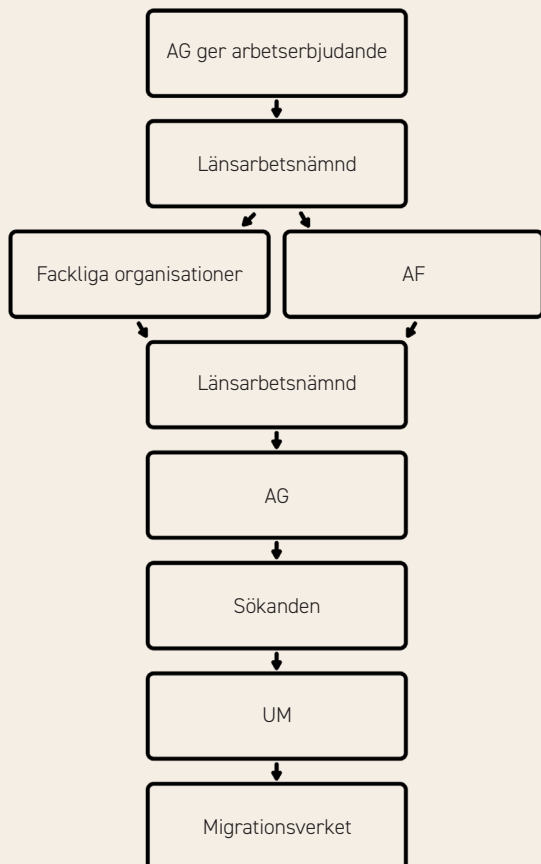 AG ger arbetserbjudande
Länsarbetsnämnd
Fackliga organisationer
AF
Länsarbetsnämnd
AG
Sökanden
UM
Migrationsverket